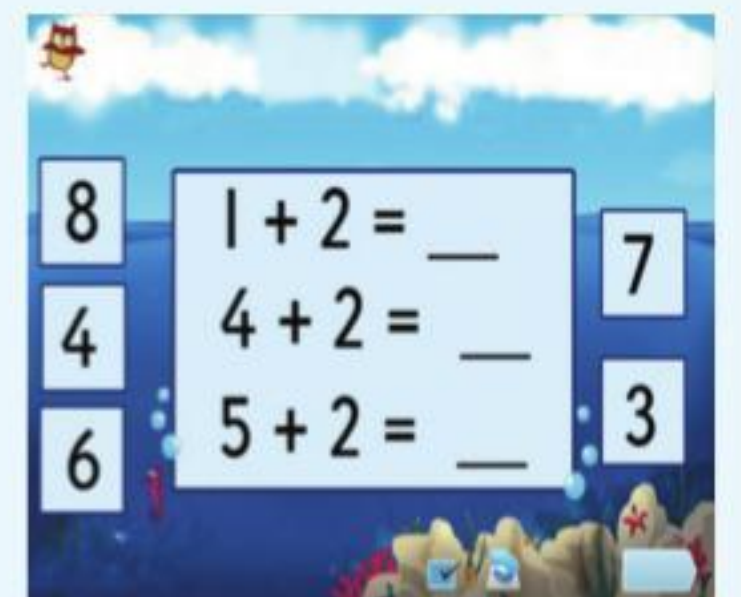 8
4
6
1 + 2 = __
4 + 2 = __
5 + 2 = __
7
3